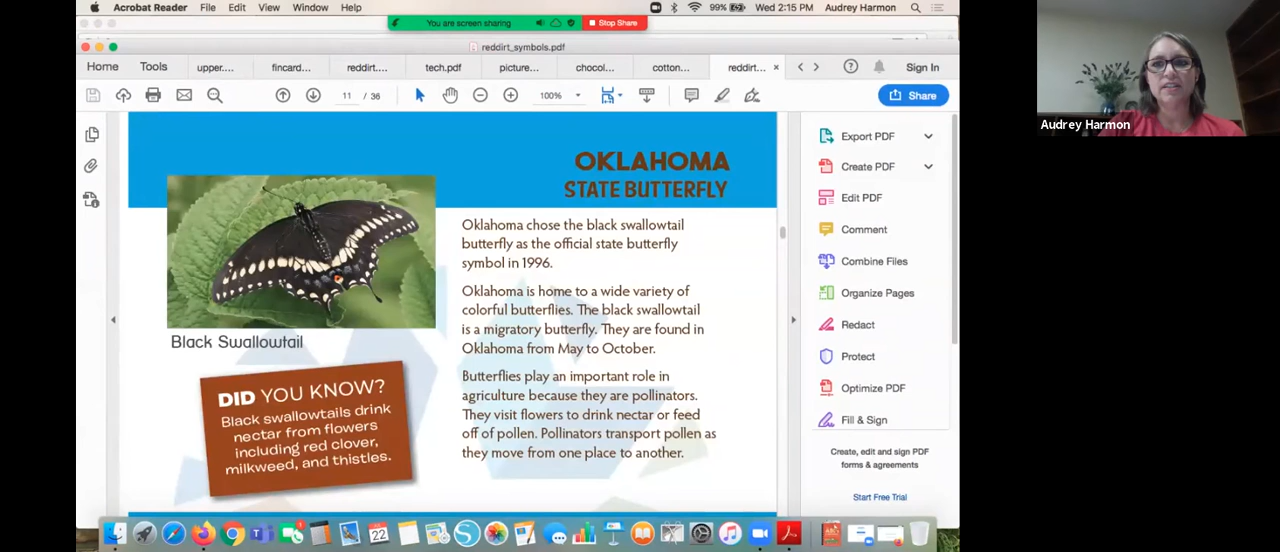 Acrobat Reader File Edit View Window Help 99% Wed 2:15 PM Audrey Harmon
You are screen sharing Stop Share
reddirt_symbols.pdf
Home Tools upper.... fincard... reddirt.... tech.pdf picture... chocol... cotton... reddirt... × Sign In
11 / 36 100% Share
OKLAHOMA
STATE BUTTERFLY
Oklahoma chose the black swallowtail
butterfly as the official state butterfly
symbol in 1996.
Oklahoma is home to a wide variety of
colorful butterflies. The black swallowtail
is a migratory butterfly. They are found in
Oklahoma from May to October.
Butterflies play an important role in
agriculture because they are pollinators.
They visit flowers to drink nectar or feed
off of pollen. Pollinators transport pollen as
they move from one place to another.
Black Swallowtail
DID YOU KNOW?
Black swallowtails drink
nectar from flowers
including red clover,
milkweed, and thistles.
Export PDF
Create PDF
Edit PDF
Comment
Combine Files
Organize Pages
Redact
Protect
Optimize PDF
Fill & Sign
Create, edit and sign PDF
forms & agreements
Start Free Trial
22
Audrey Harmon